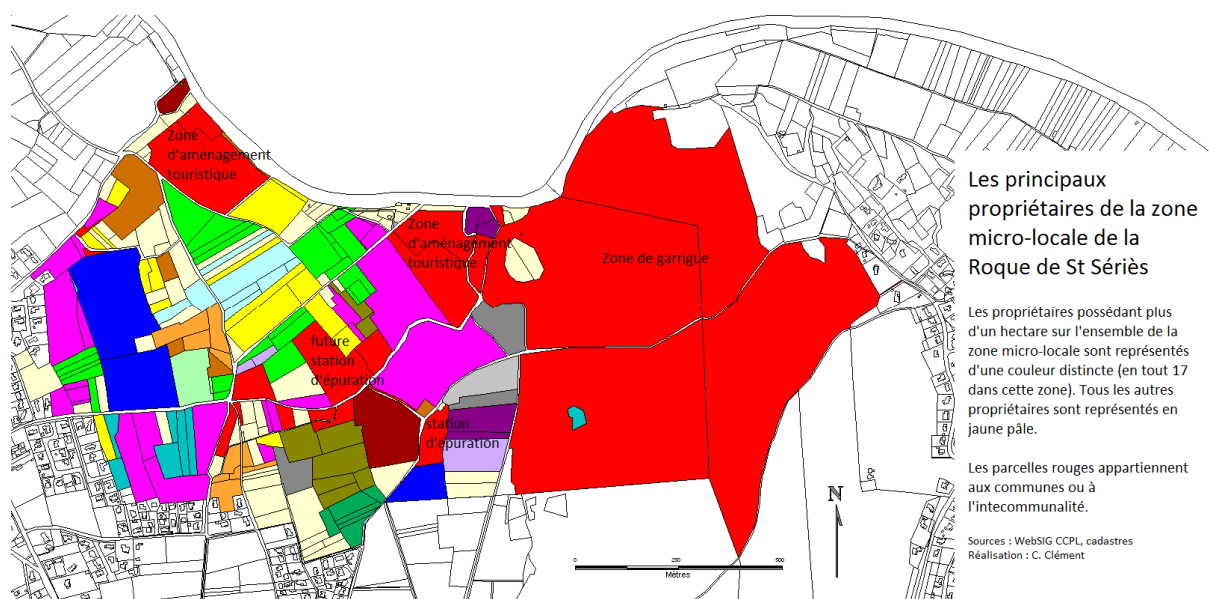 Zone
d'aménagement
touristique
Zone
d'aménagement
touristique
Zone de garrigue
future
station
d'épuration
station
d'épuration
Les principaux
propriétaires de la zone
micro-locale de la
Roque de St Sériès
Les propriétaires possédant plus
d'un hectare sur l'ensemble de la
zone micro-locale sont représentés
d'une couleur distincte (en tout 17
dans cette zone). Tous les autres
propriétaires sont représentés en
jaune pâle.
Les parcelles rouges appartiennent
aux communes ou à
l'intecommunalité.
Sources : WebSIG CCPL, cadastres
Réalisation : C. Clément
N
0 250 500
Mètres